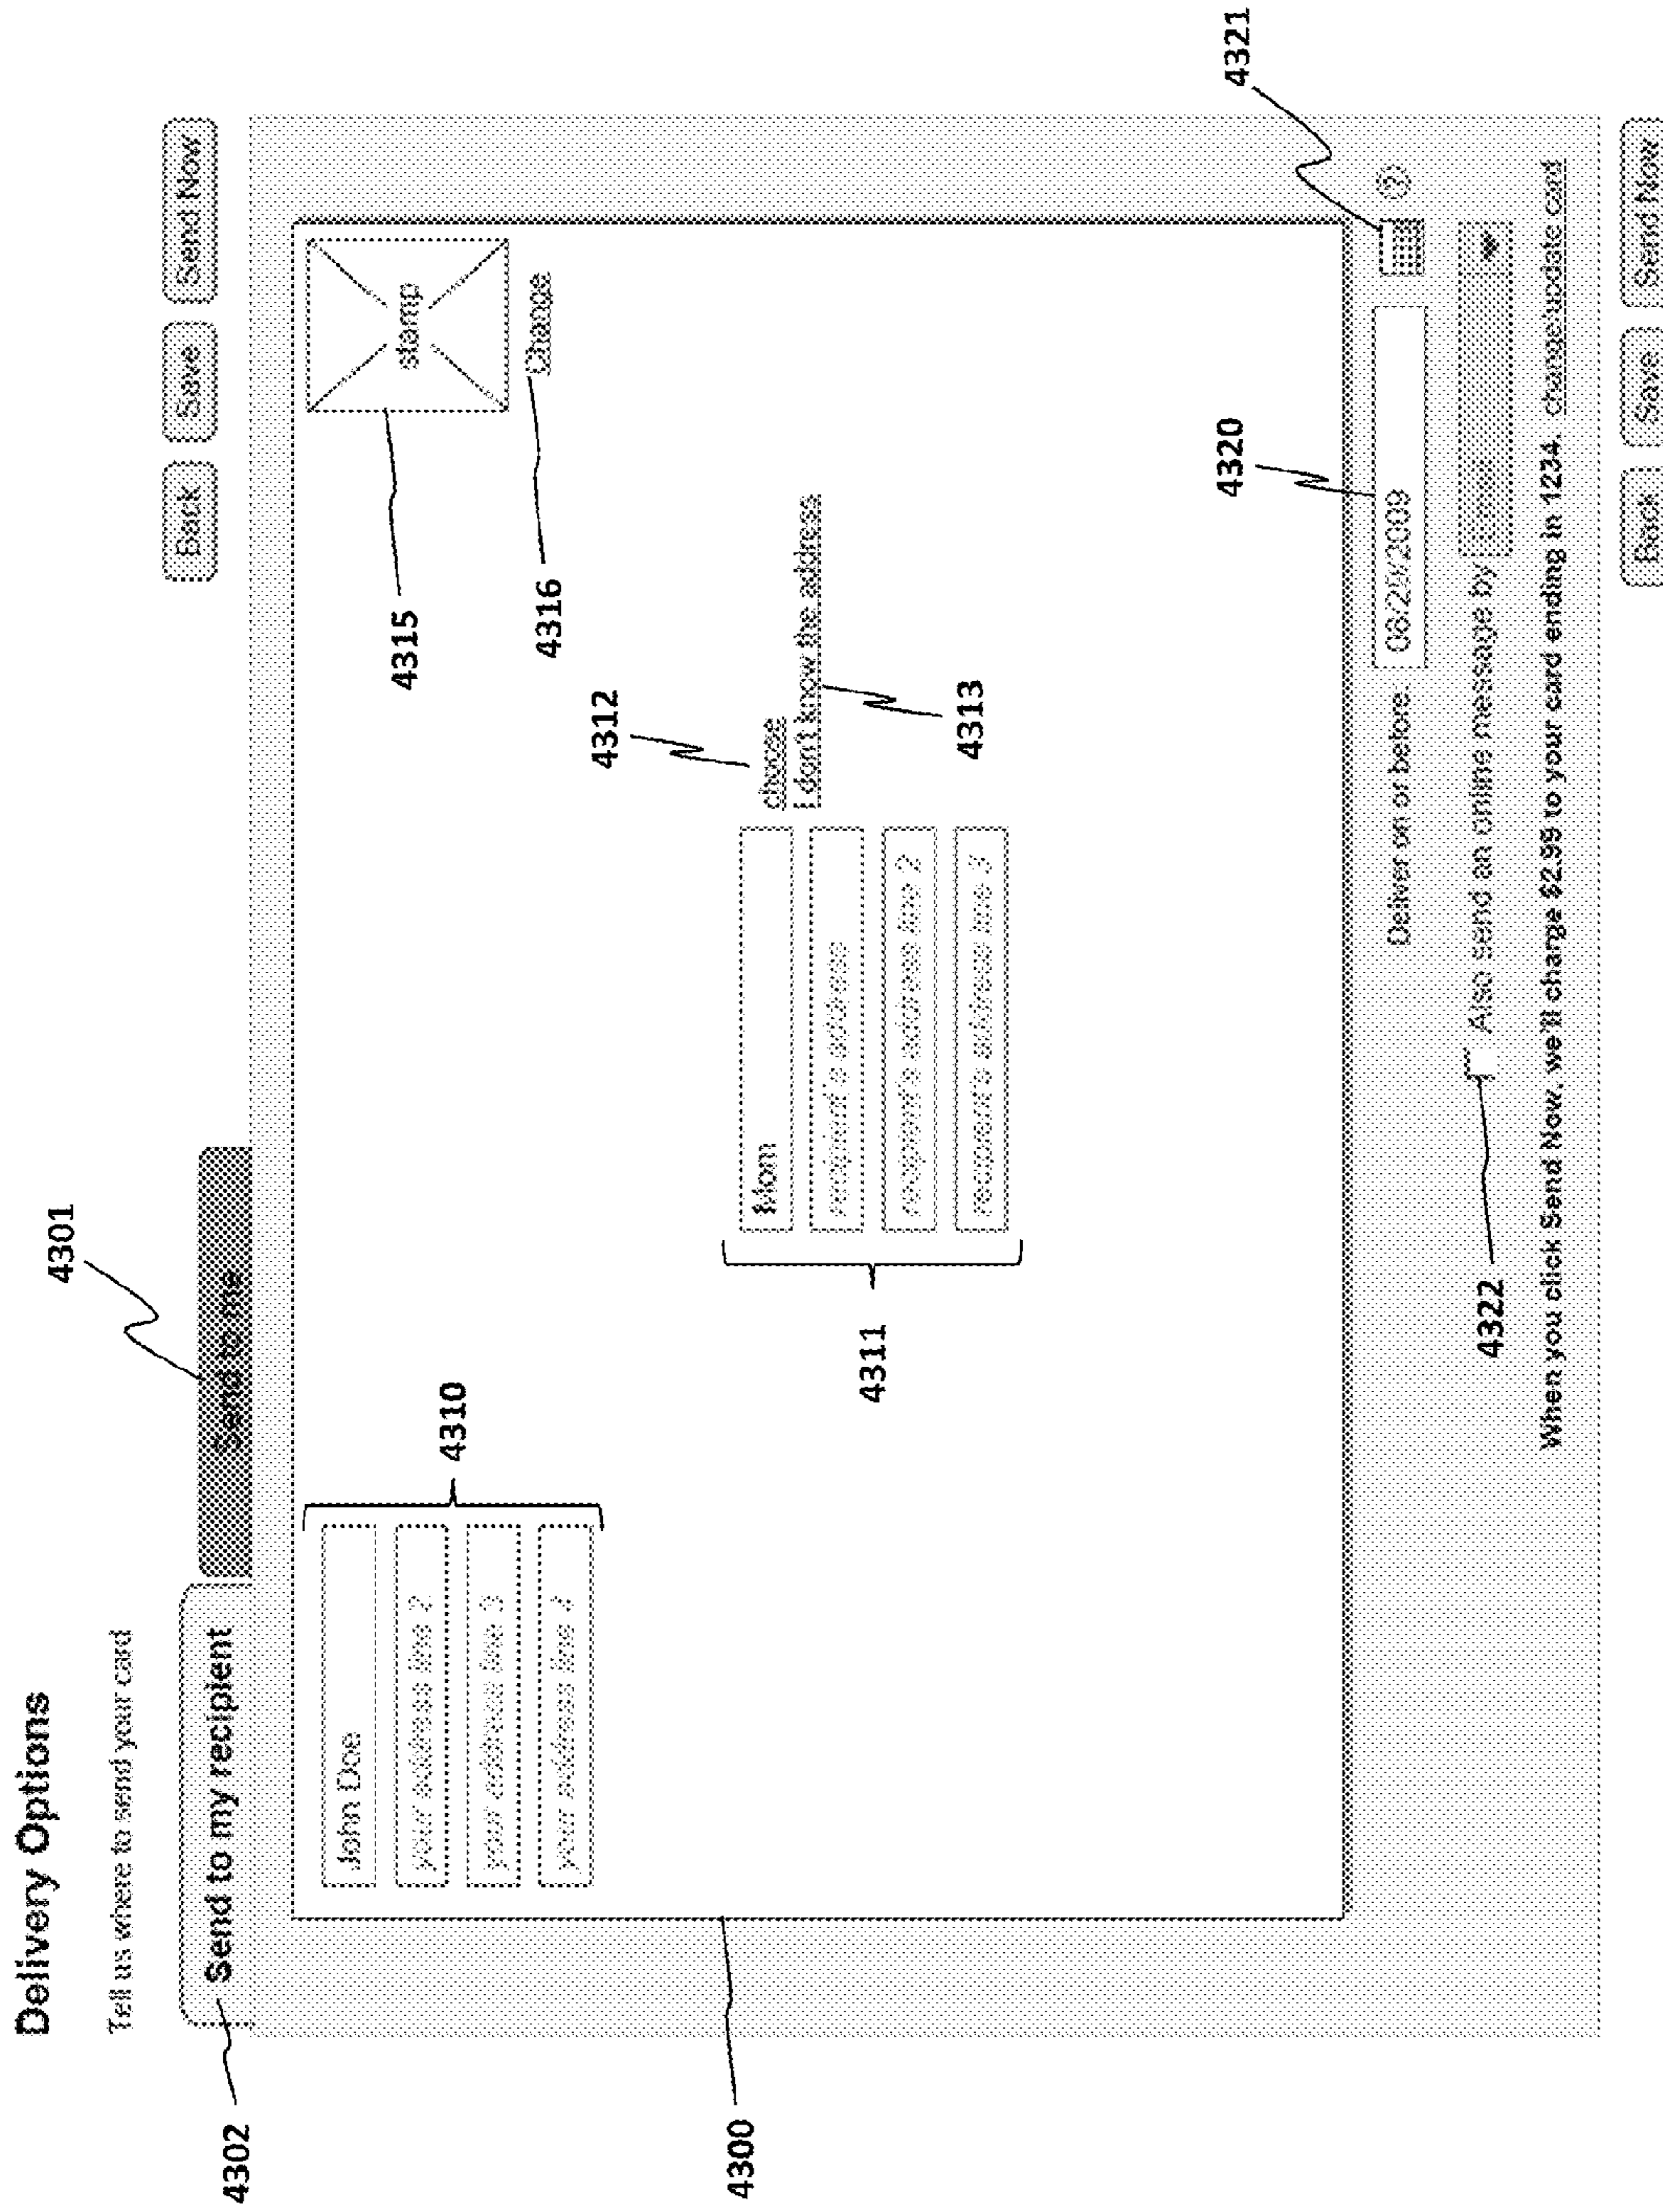 Delivery Options
Tell us where to send your card
Back Save Send Now
4301
4302
Send to my recipient
Send to me
John Doe
your address line 2
your address line 3
your address line 4
4310
stamp
4315
Change
4316
4312
choose
I don't know the address
4313
Mom
recipient's address
recipient's address line 2
recipient's address line 3
4311
4300
4320
4321
Deliver on or before
?
4322
Also send an online message by
When you click Send Now, we'll charge $2.99 to your card ending in 1234. change/update card
Back Save Send Now